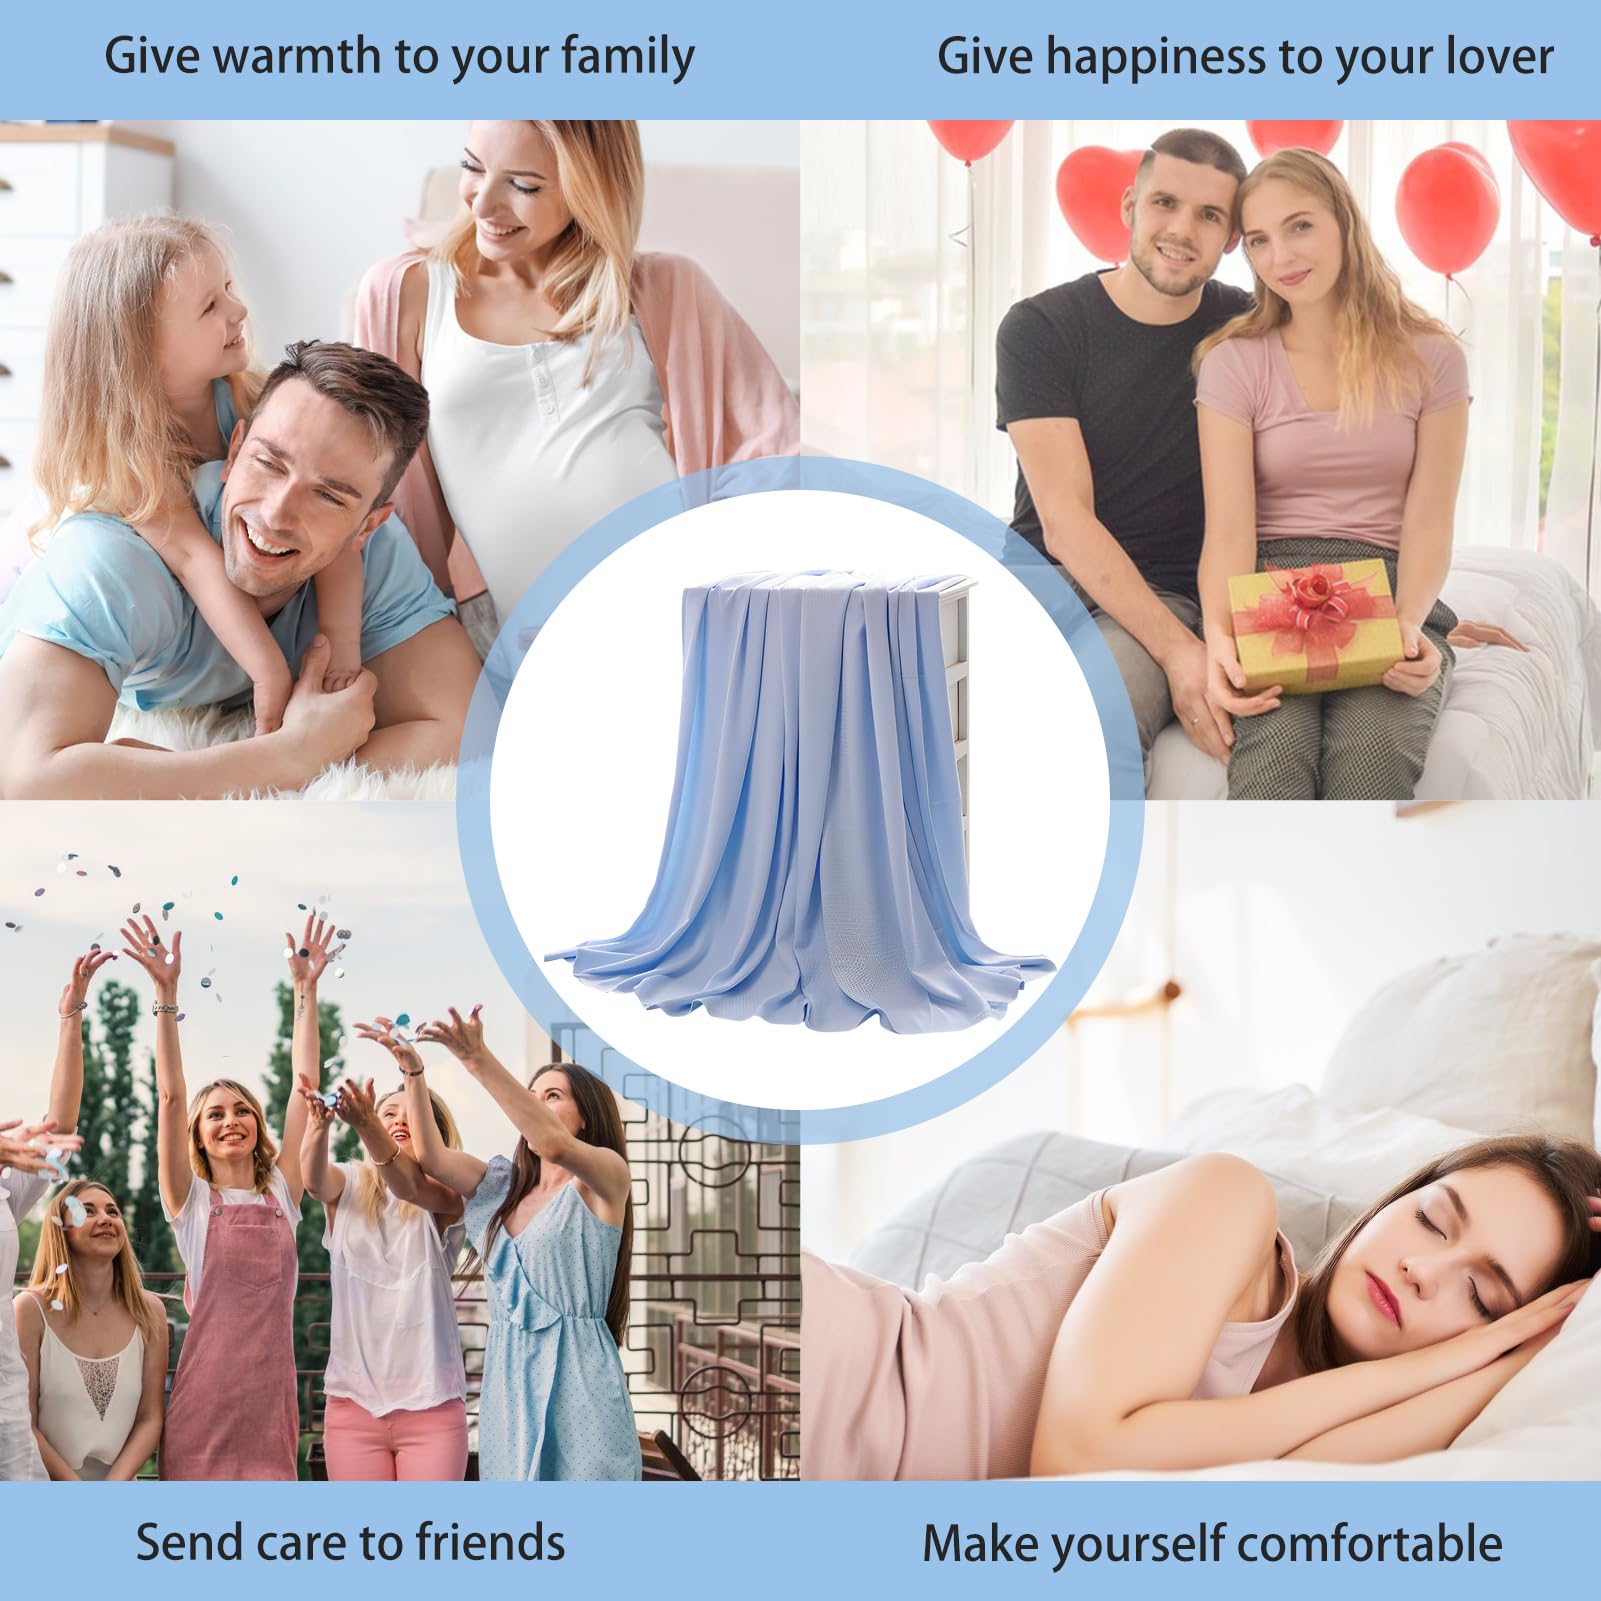 Give warmth to your family
Give happiness to your lover
Send care to friends
Make yourself comfortable